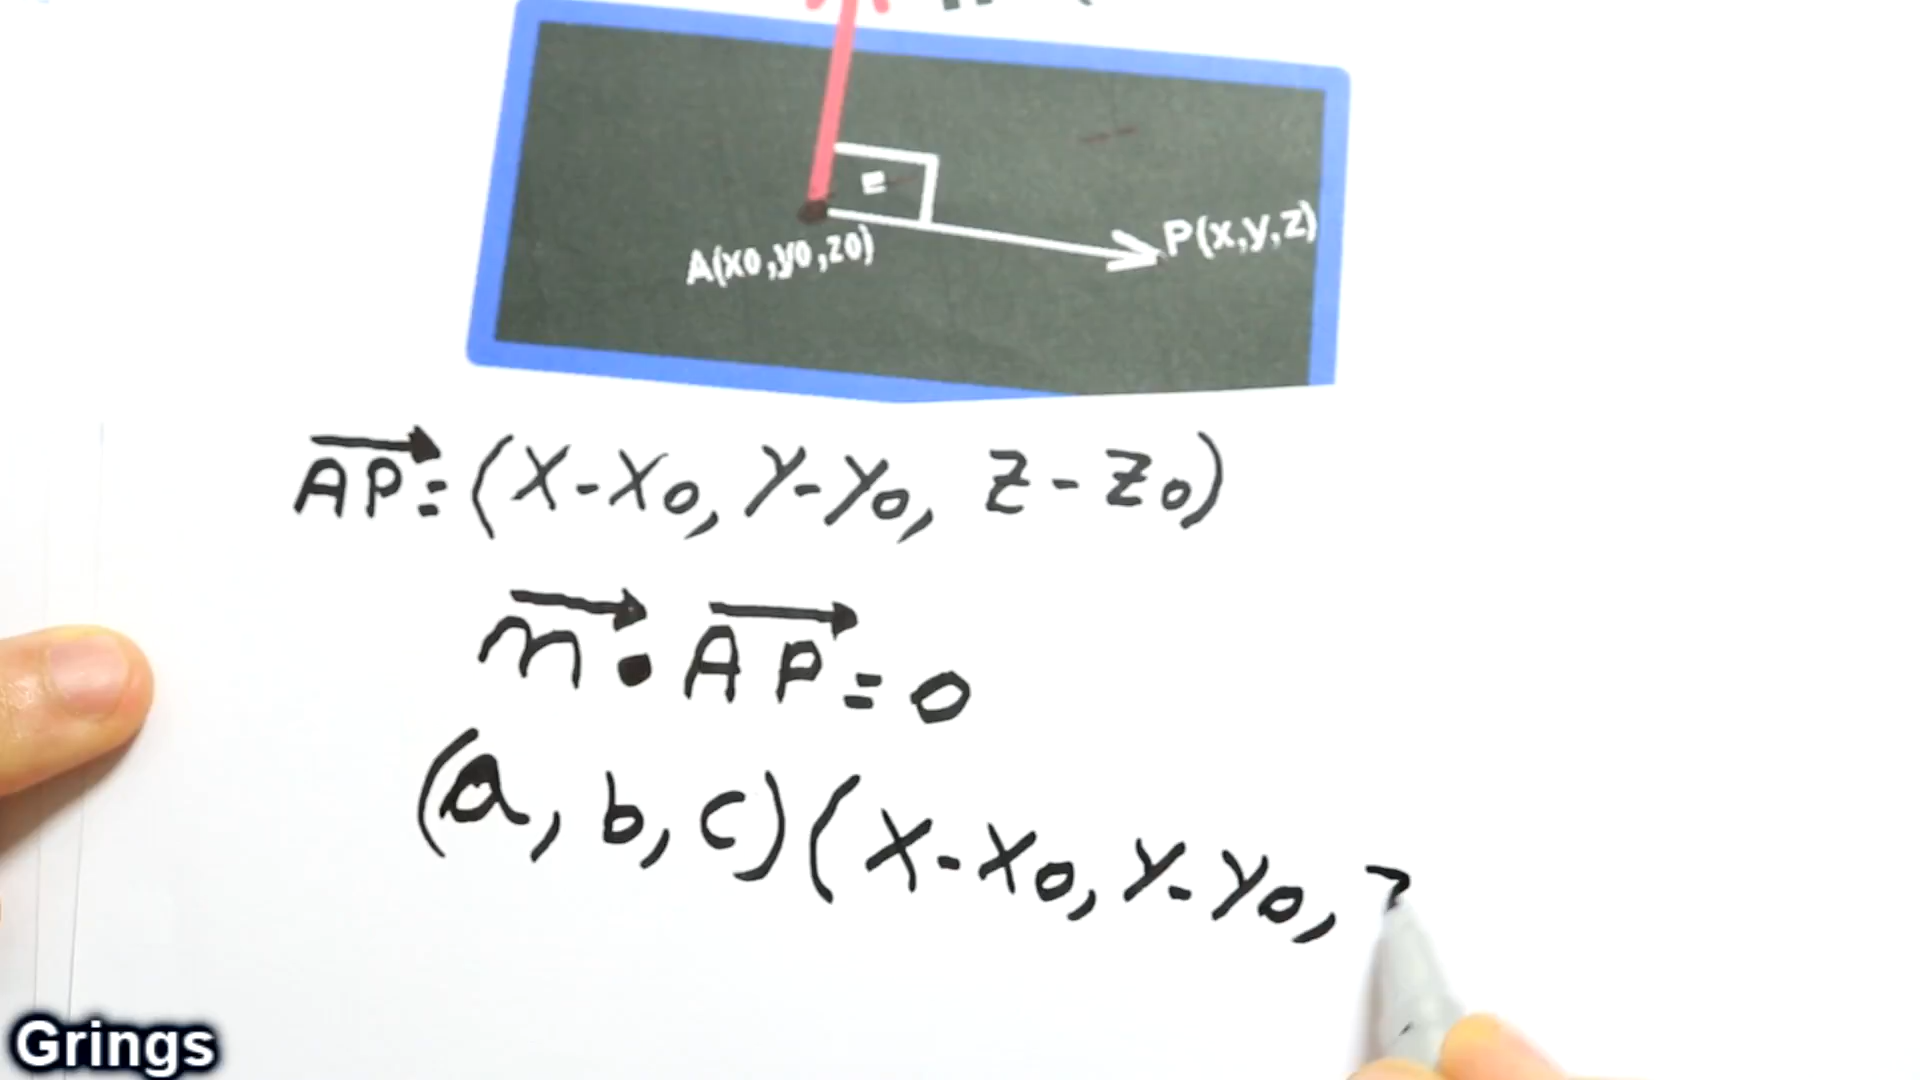 A(x0,y0,z0)
P(x,y,z)
AP = (X - X0, Y - Y0, Z - Z0)
n • AP = 0
(a, b, c) (X - X0, Y - Y0,
Grings